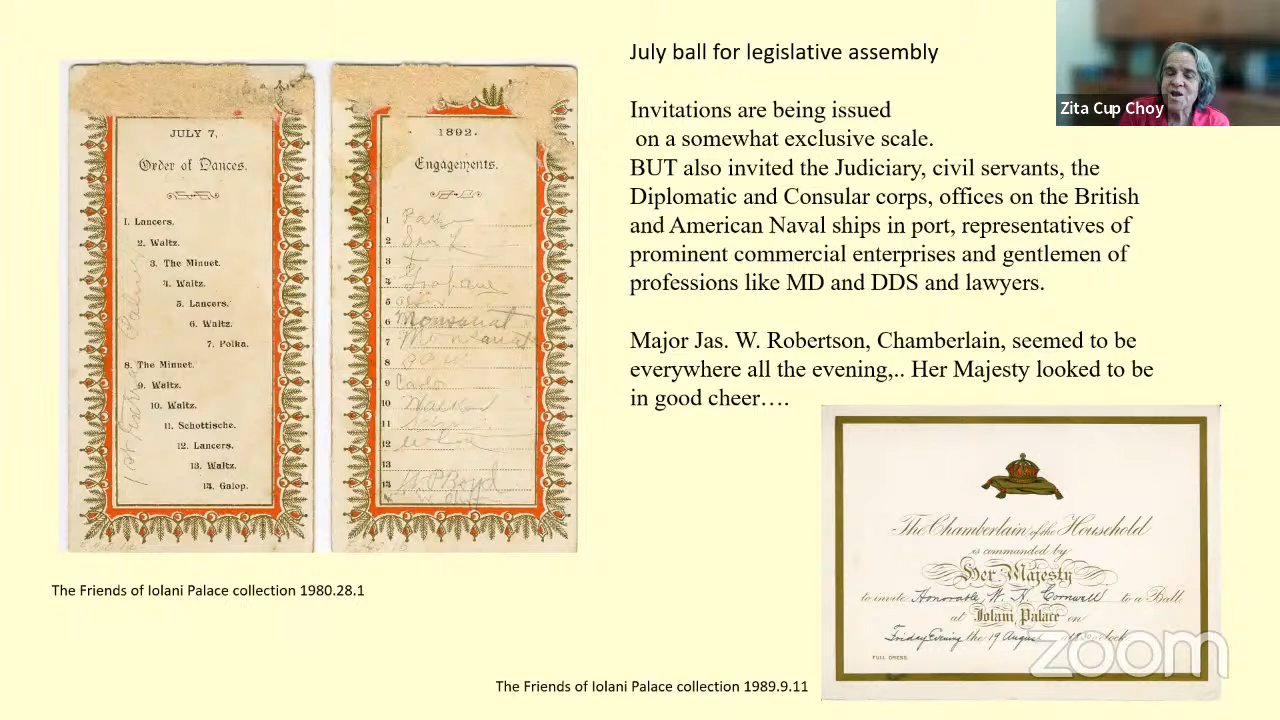 JULY 7,
Order of Dances.
1. Lancers.
2. Waltz.
3. The Minuet.
4. Waltz.
5. Lancers.
6. Waltz.
7. Polka.
8. The Minuet.
9. Waltz.
10. Waltz.
11. Schottische.
12. Lancers.
13. Waltz.
14. Galop.
1892.
Engagements.
1
2
3
4
5
6 Monsarrat
7 Monsarrat
8
9 Carlo
10
11
12
13
14
The Friends of Iolani Palace collection 1980.28.1
July ball for legislative assembly
Invitations are being issued
on a somewhat exclusive scale.
BUT also invited the Judiciary, civil servants, the
Diplomatic and Consular corps, offices on the British
and American Naval ships in port, representatives of
prominent commercial enterprises and gentlemen of
professions like MD and DDS and lawyers.
Major Jas. W. Robertson, Chamberlain, seemed to be
everywhere all the evening,.. Her Majesty looked to be
in good cheer….
Zita Cup Choy
The Chamberlain of the Household
is commanded by
Her Majesty
to invite Honorable W. H. Cornwell to a Ball
at Iolani Palace on
Friday Evening the 19 August at
FULL DRESS
zoom
The Friends of Iolani Palace collection 1989.9.11